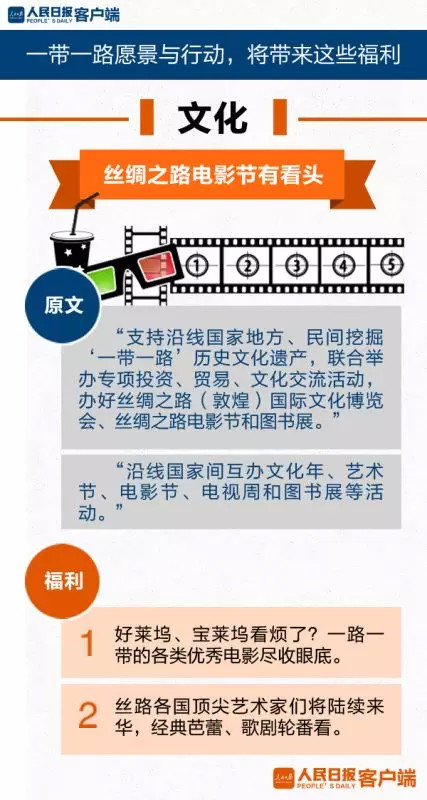 人民日报 客户端
PEOPLE'S DAILY
一带一路愿景与行动，将带来这些福利
文化
丝绸之路电影节有看头
1 2 3 4 5
原文
“支持沿线国家地方、民间挖掘
‘一带一路’历史文化遗产，联合举
办专项投资、贸易、文化交流活动，
办好丝绸之路（敦煌）国际文化博览
会、丝绸之路电影节和图书展。”
“沿线国家间互办文化年、艺术
节、电影节、电视周和图书展等活
动。”
福利
1 好莱坞、宝莱坞看烦了？一路一
带的各类优秀电影尽收眼底。
2 丝路各国顶尖艺术家们将陆续来
华，经典芭蕾、歌剧轮番看。
人民日报 客户端
PEOPLE'S DAILY